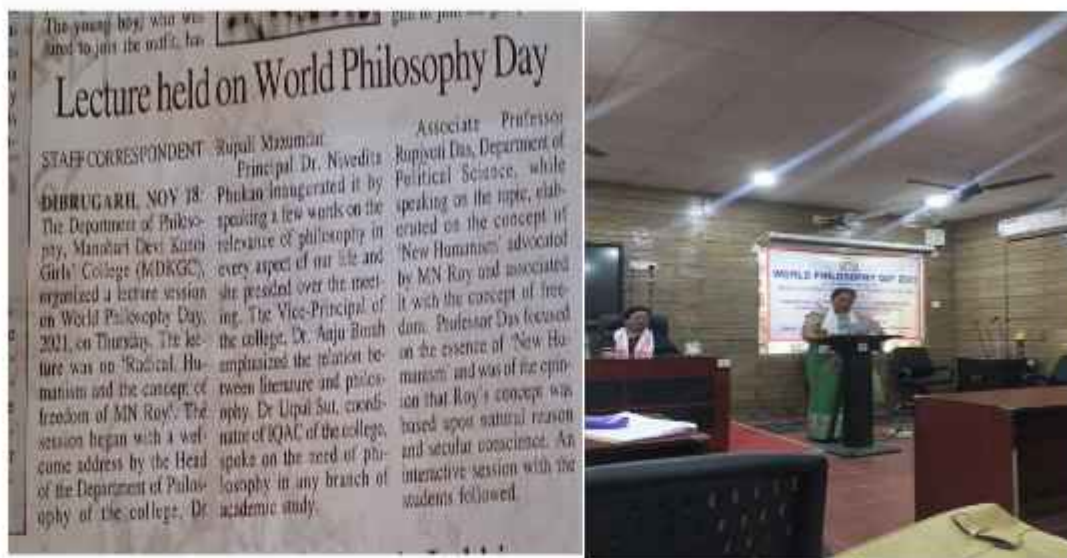 The young boy, who was
to join the outfit, has
Lecture held on World Philosophy Day
STAFF CORRESPONDENT
DIBRUGARH, NOV 18:
The Department of Philoso-
phy, Manohari Devi Kanoi
Girls' College (MDKGC),
organized a lecture session
on World Philosophy Day,
2021, on Thursday. The lec-
ture was on 'Radical Hu-
manism and the concept of
freedom of MN Roy'. The
session began with a wel-
come address by the Head
of the Department of Philos-
ophy of the college, Dr
Rupali Mazumdar.
Principal Dr. Nivedita
Phukan inaugurated it by
speaking a few words on the
relevance of philosophy in
every aspect of our life and
she presided over the meet-
ing. The Vice-Principal of
the college, Dr. Anju Borah
emphasized the relation be-
tween literature and philos-
ophy. Dr Utpal Sut, coordi-
nator of IQAC of the college,
spoke on the need of phi-
losophy in any branch of
academic study.
Associate Professor
Rupjyoti Das, Department of
Political Science, while
speaking on the topic, elab-
orated on the concept of
'New Humanism' advocated
by MN Roy and associated
it with the concept of free-
dom. Professor Das focused
on the essence of 'New Hu-
manism' and was of the opin-
ion that Roy's concept was
based upon natural reason
and secular conscience. An
interactive session with the
students followed.
WORLD PHILOSOPHY DAY